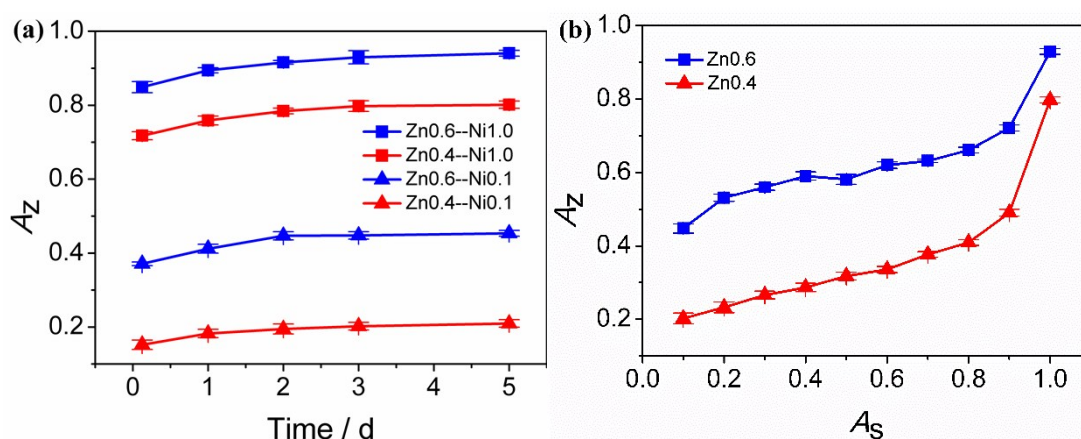 (a)
1.0
0.8
0.6
0.4
0.2
Az
Zn0.6--Ni1.0
Zn0.4--Ni1.0
Zn0.6--Ni0.1
Zn0.4--Ni0.1
0 1 2 3 4 5
Time / d
(b)
1.0
0.8
0.6
0.4
0.2
Az
Zn0.6
Zn0.4
0.0 0.2 0.4 0.6 0.8 1.0
As